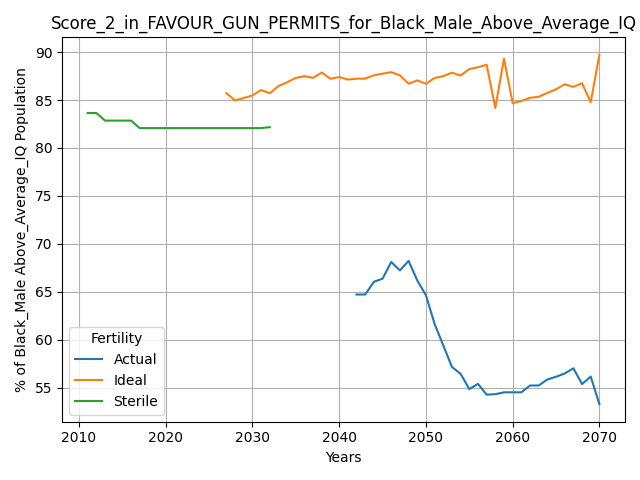 Score_2_in_FAVOUR_GUN_PERMITS_for_Black_Male_Above_Average_IQ
% of Black_Male Above_Average_IQ Population
90
85
80
75
70
65
60
55
Fertility
Actual
Ideal
Sterile
2010 2020 2030 2040 2050 2060 2070
Years